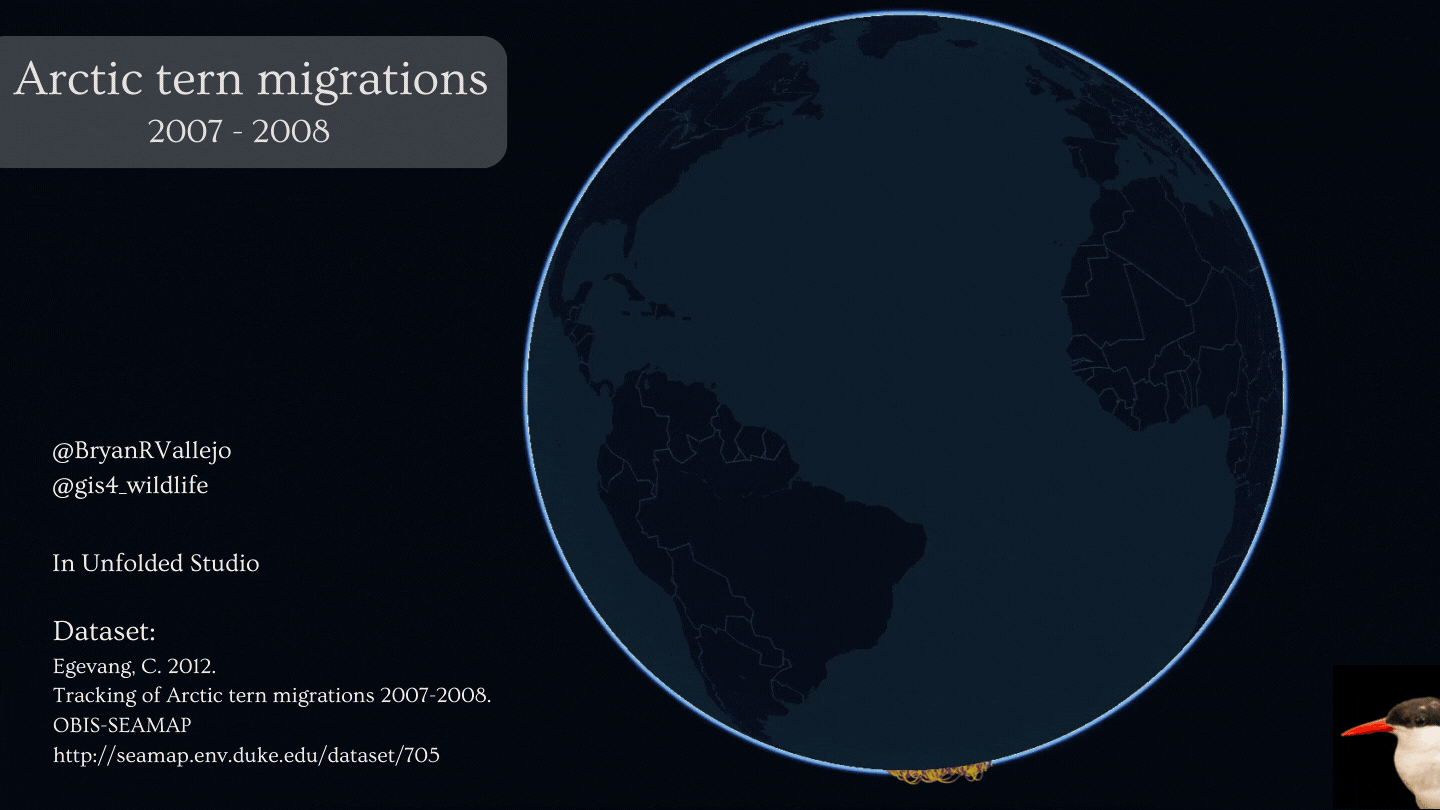 Arctic tern migrations
2007 - 2008
@BryanRVallejo
@gis4_wildlife
In Unfolded Studio
Dataset:
Egevang, C. 2012.
Tracking of Arctic tern migrations 2007-2008.
OBIS-SEAMAP
http://seamap.env.duke.edu/dataset/705